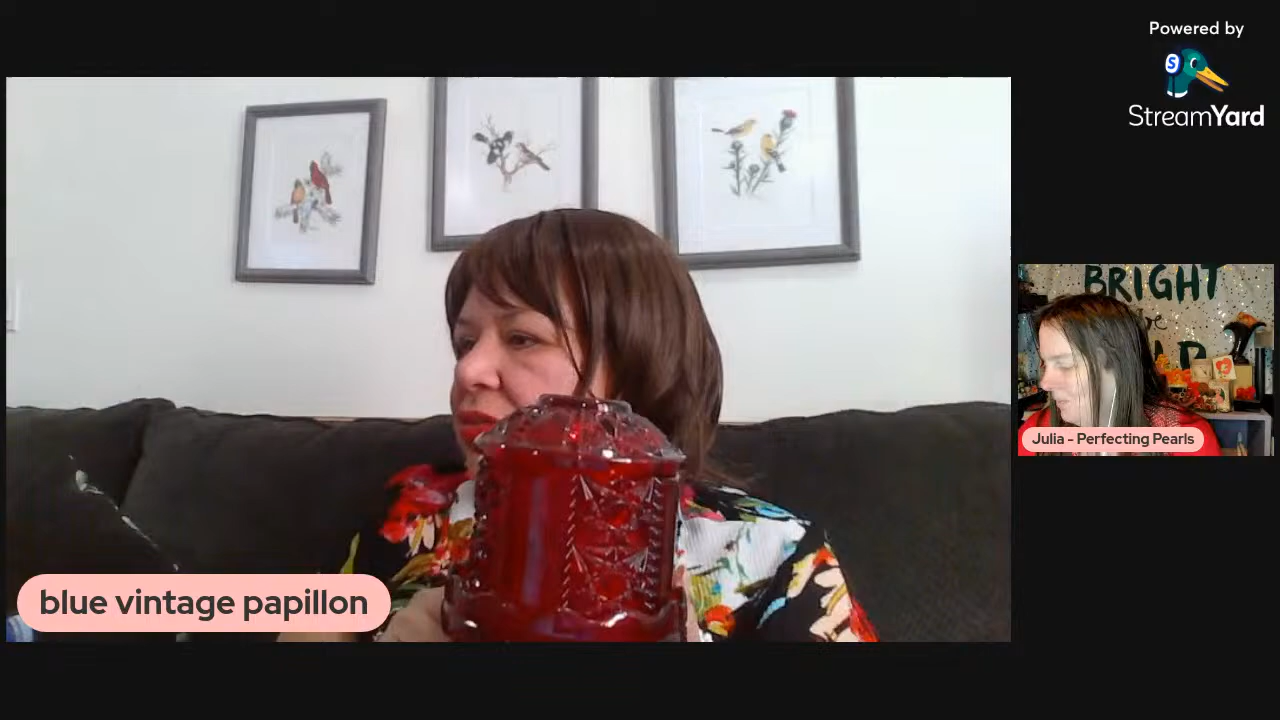 Powered by
StreamYard
BRIGHT
Julia - Perfecting Pearls
blue vintage papillon